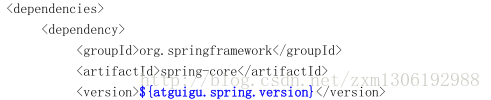 <dependencies>
<dependency>
<groupId>org.springframework</groupId>
<artifactId>spring-core</artifactId>
<version>${atguigu.spring.version}</version>
http://blog.csdn.net/zxm1306192988